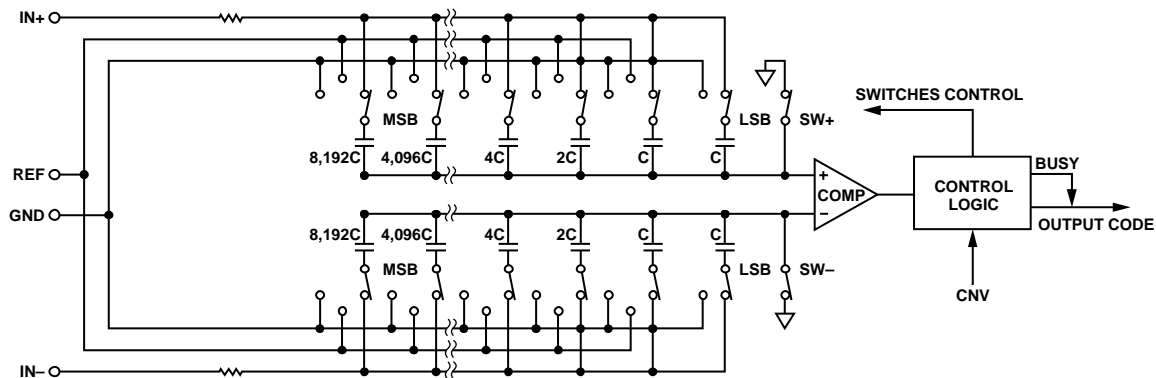 IN+
SWITCHES CONTROL
MSB
LSB
SW+
8,192C
4,096C
4C
2C
C
C
BUSY
REF
+
COMP
−
CONTROL
LOGIC
GND
OUTPUT CODE
8,192C
4,096C
4C
2C
C
C
MSB
LSB
SW−
CNV
IN−